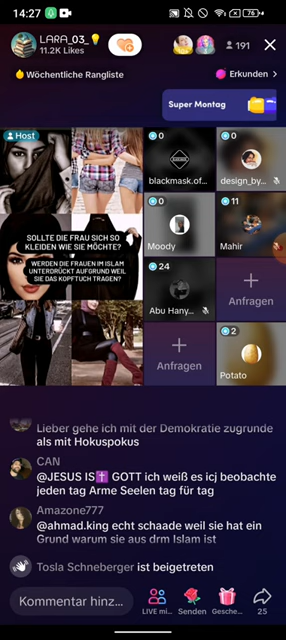 14:27
75
LARA_03_💡
11.2K Likes
191
Wöchentliche Rangliste
Erkunden >
Super Montag
Host
SOLLTE DIE FRAU SICH SO
KLEIDEN WIE SIE MÖCHTE?
WERDEN DIE FRAUEN IM ISLAM
UNTERDRÜCKT AUFGRUND WEIL
SIE DAS KOPFTUCH TRAGEN?
0
blackmask.of...
0
design_by...
0
Moody
11
Mahir
24
Abu Hany...
+
Anfragen
+
Anfragen
2
Potato
Lieber gehe ich mit der Demokratie zugrunde
als mit Hokuspokus
CAN
@JESUS IS✝️ GOTT ich weiß es icj beobachte
jeden tag Arme Seelen tag für tag
Amazone777
@ahmad.king echt schaade weil sie hat ein
Grund warum sie aus drm Islam ist
Tosla Schneberger ist beigetreten
Kommentar hinz...
LIVE mi...
Senden
Gesche...
25